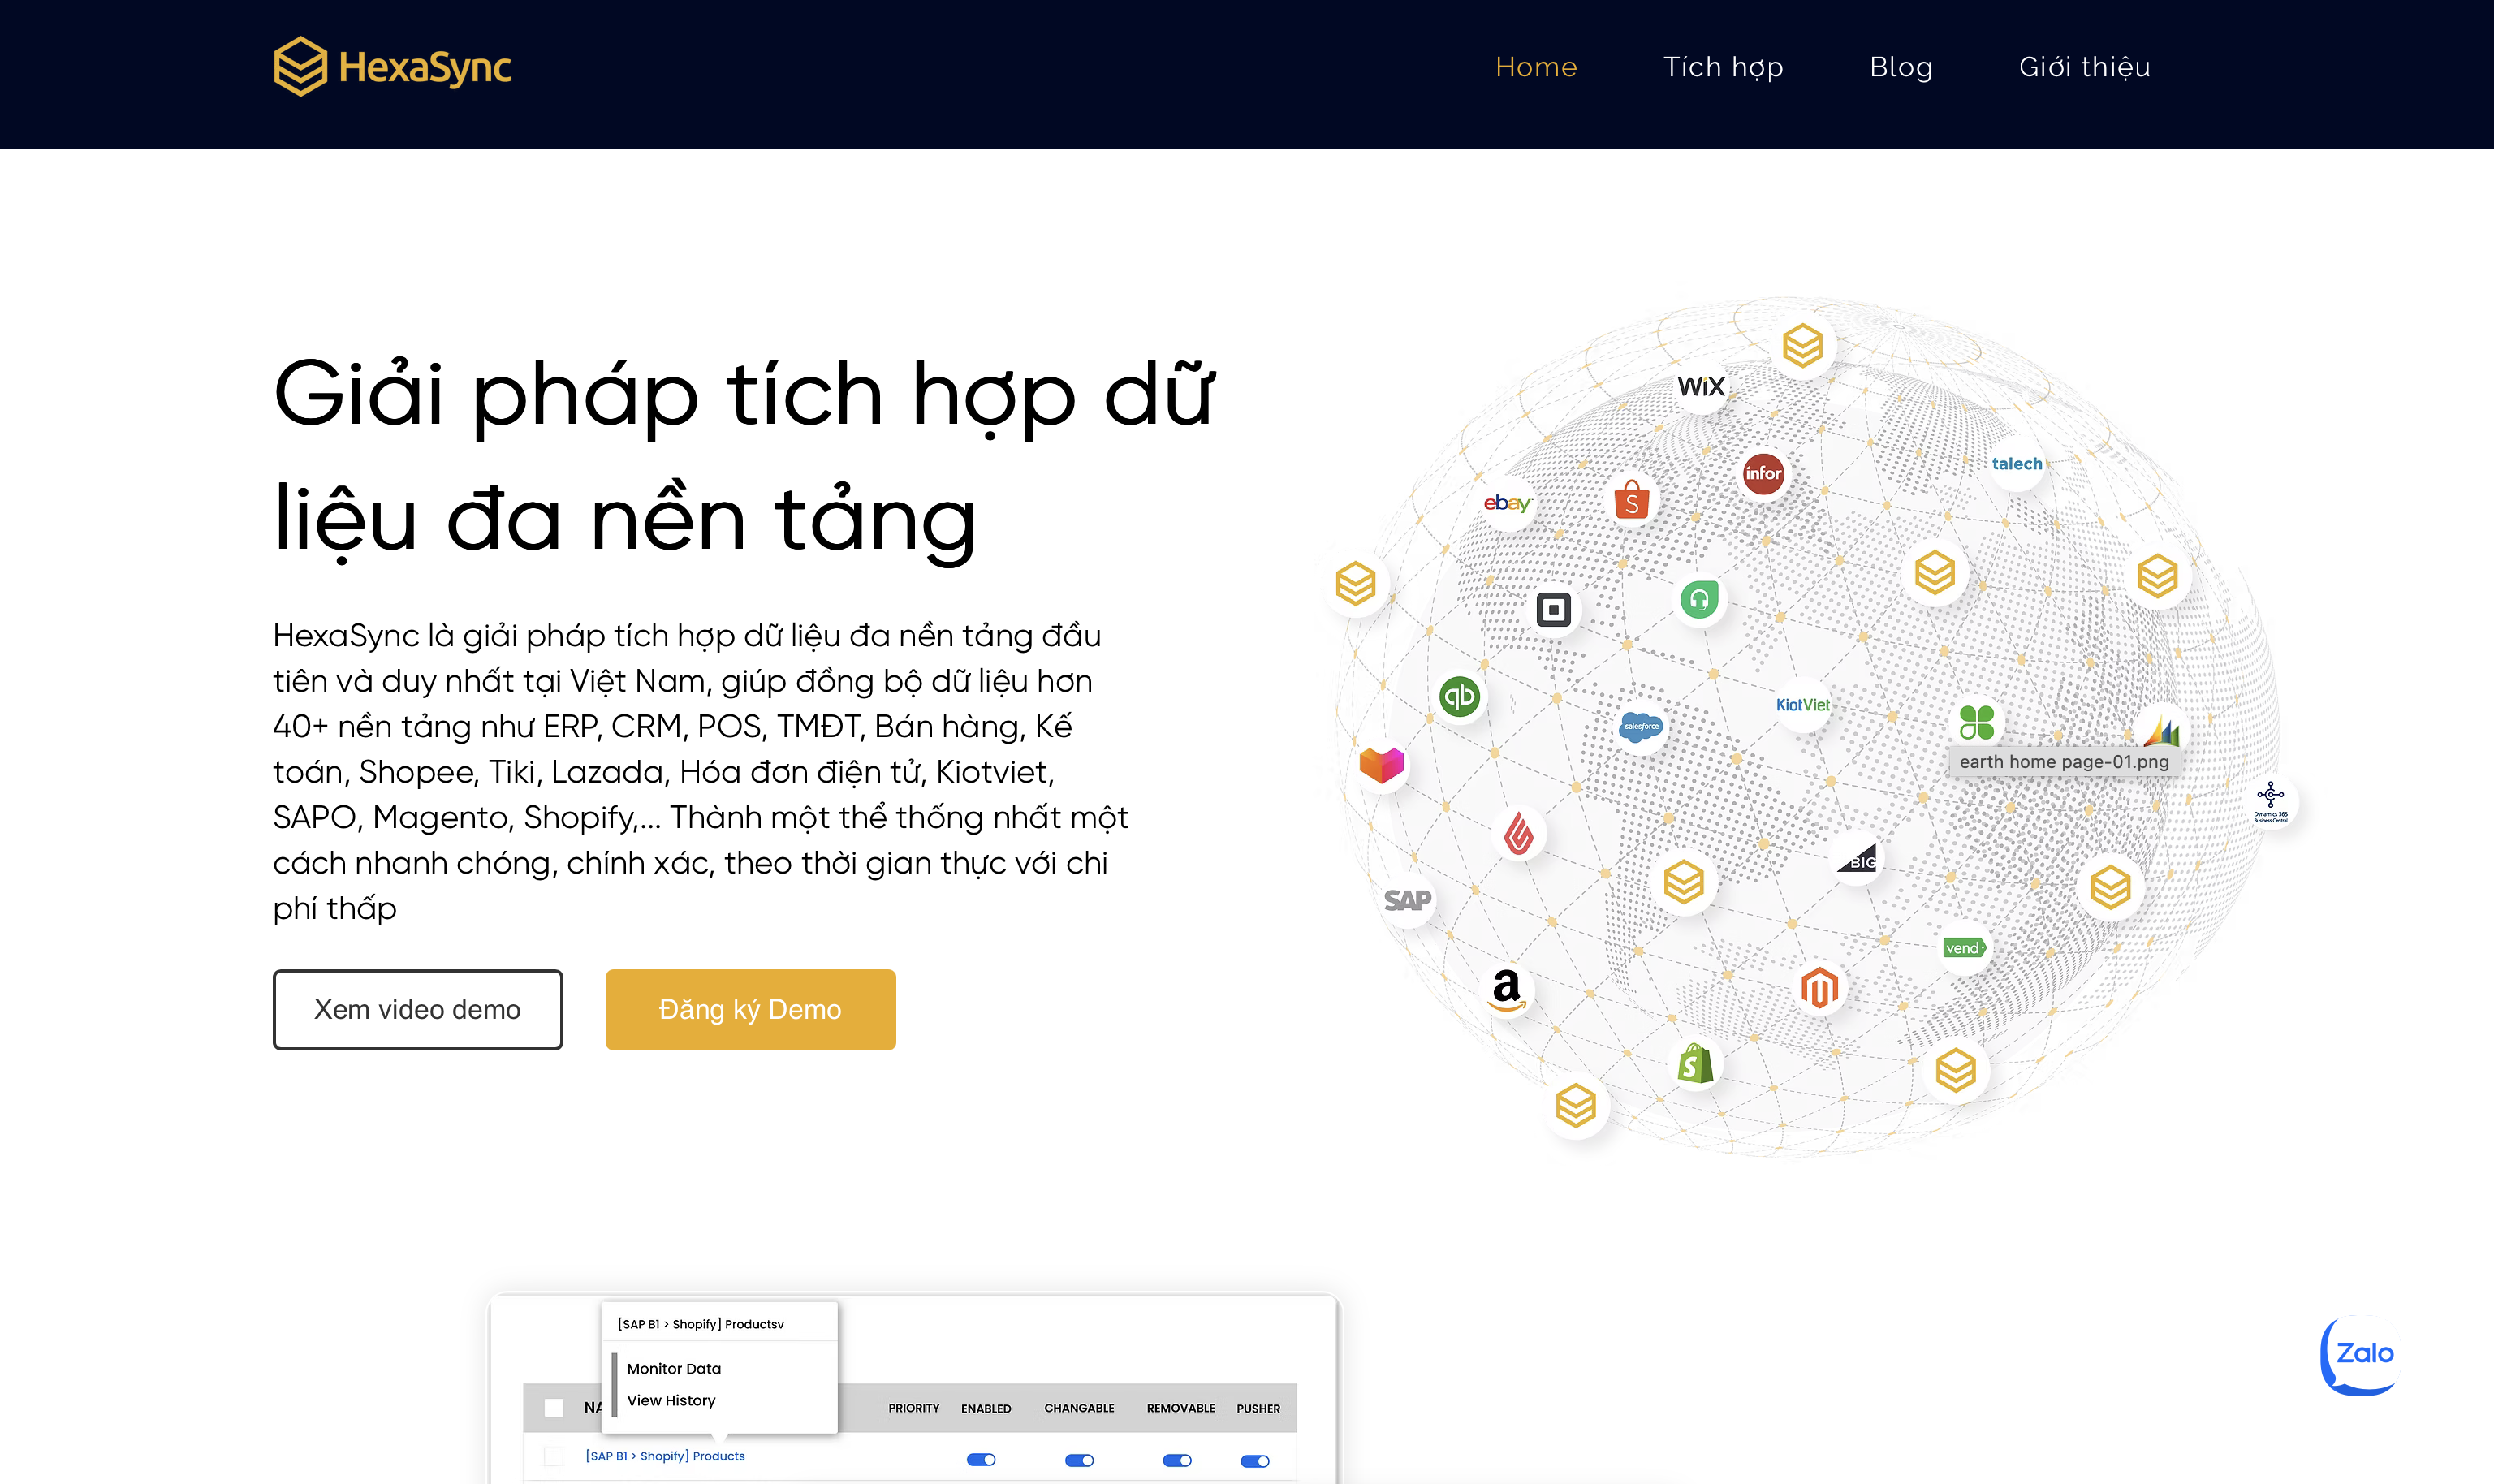 HexaSync
Home
Tích hợp
Blog
Giới thiệu
Giải pháp tích hợp dữ
liệu đa nền tảng
HexaSync là giải pháp tích hợp dữ liệu đa nền tảng đầu
tiên và duy nhất tại Việt Nam, giúp đồng bộ dữ liệu hơn
40+ nền tảng như ERP, CRM, POS, TMĐT, Bán hàng, Kế
toán, Shopee, Tiki, Lazada, Hóa đơn điện tử, Kiotviet,
SAPO, Magento, Shopify,... Thành một thể thống nhất một
cách nhanh chóng, chính xác, theo thời gian thực với chi
phí thấp
Xem video demo
Đăng ký Demo
WiX
infor
talech
ebay
S
qb
salesforce
KiotViet
earth home page-01.png
Dynamics 365
Business Central
BIG
SAP
vend
a
S
[SAP B1 > Shopify] Productsv
Monitor Data
View History
NA
PRIORITY
ENABLED
CHANGABLE
REMOVABLE
PUSHER
[SAP B1 > Shopify] Products
Zalo